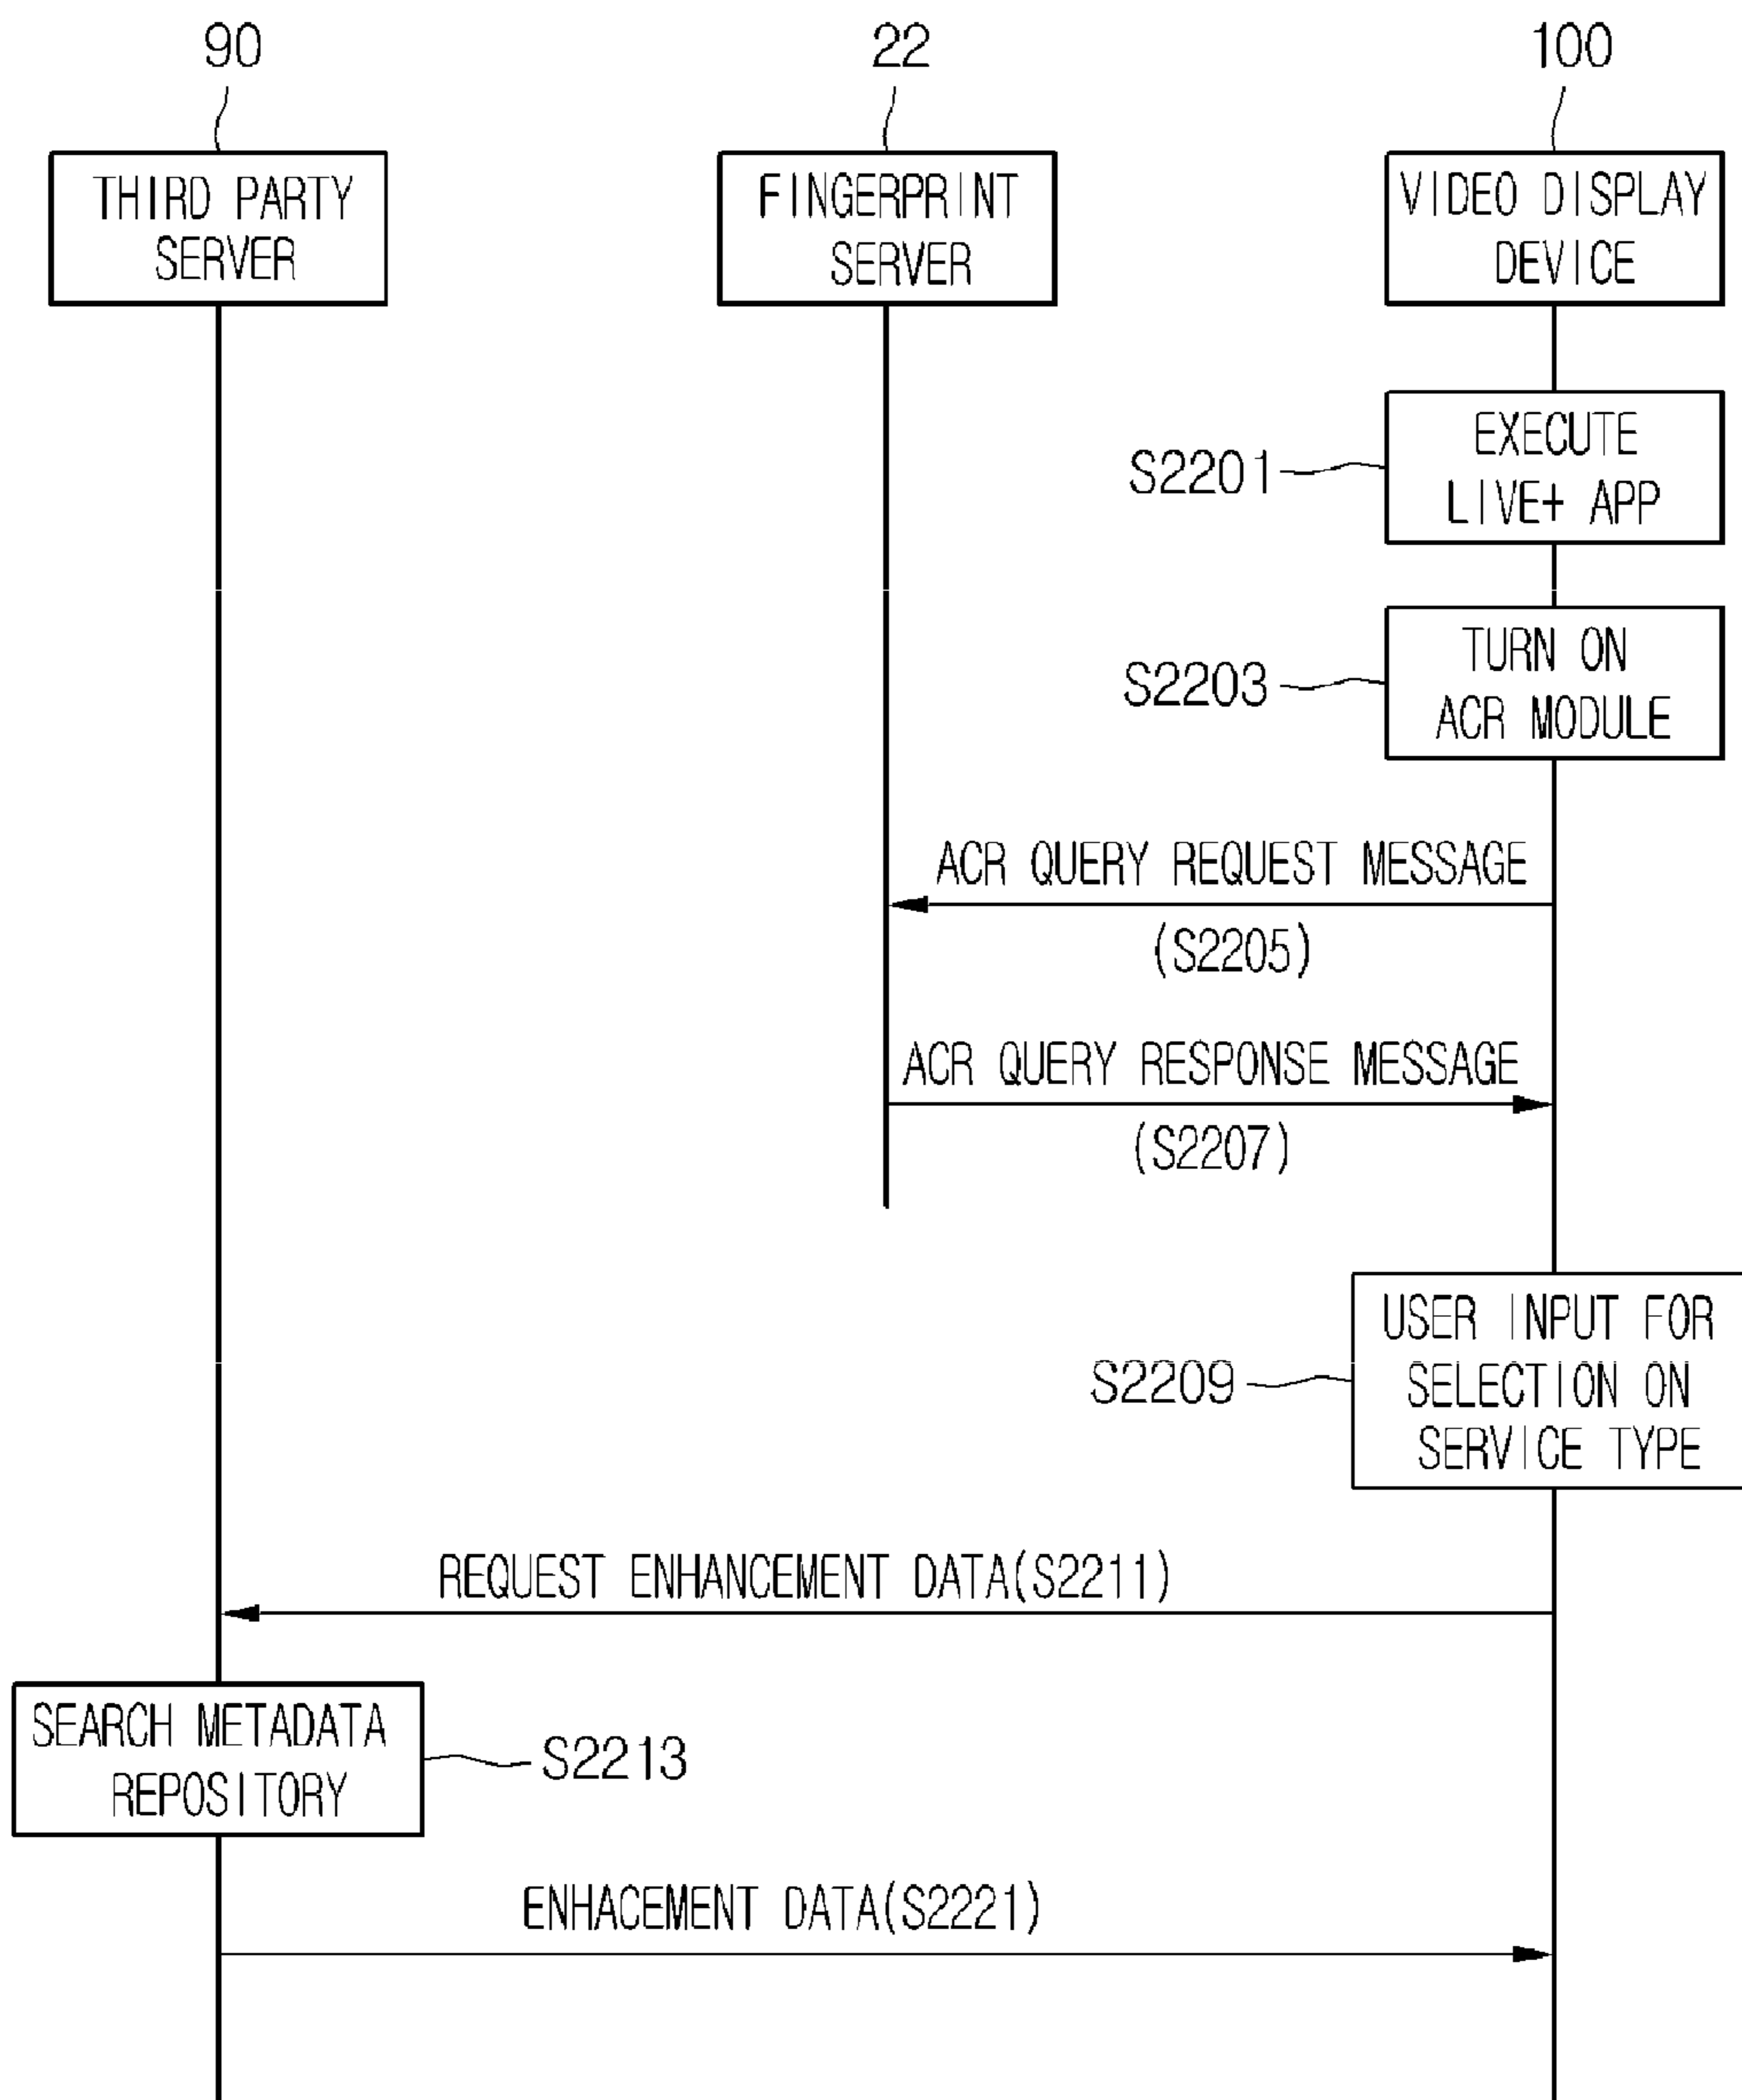 90
22
100
THIRD PARTY
SERVER
FINGERPRINT
SERVER
VIDEO DISPLAY
DEVICE
S2201
EXECUTE
LIVE+ APP
S2203
TURN ON
ACR MODULE
ACR QUERY REQUEST MESSAGE
(S2205)
ACR QUERY RESPONSE MESSAGE
(S2207)
S2209
USER INPUT FOR
SELECTION ON
SERVICE TYPE
REQUEST ENHANCEMENT DATA(S2211)
SEARCH METADATA
REPOSITORY
S2213
ENHACEMENT DATA(S2221)